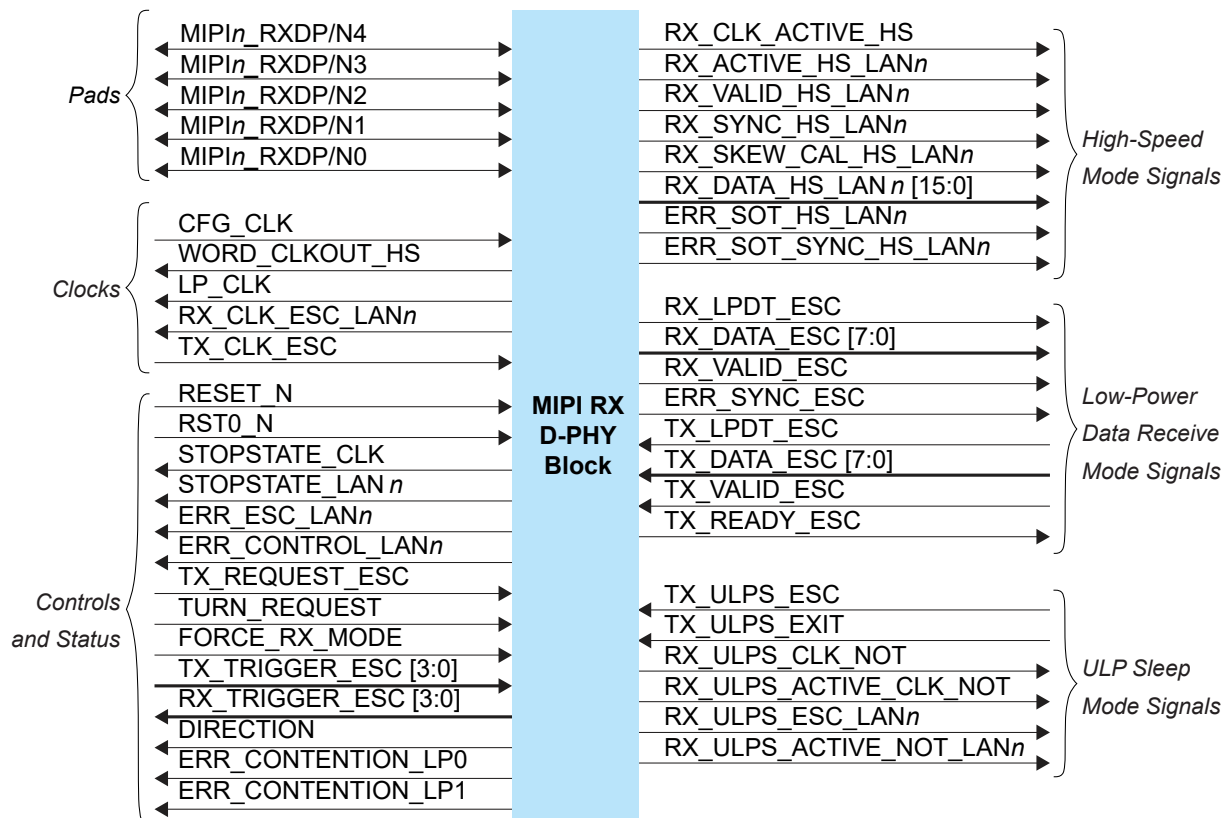 Pads
MIPIn_RXDP/N4
MIPIn_RXDP/N3
MIPIn_RXDP/N2
MIPIn_RXDP/N1
MIPIn_RXDP/N0
Clocks
CFG_CLK
WORD_CLKOUT_HS
LP_CLK
RX_CLK_ESC_LANn
TX_CLK_ESC
Controls
and Status
RESET_N
RST0_N
STOPSTATE_CLK
STOPSTATE_LAN n
ERR_ESC_LANn
ERR_CONTROL_LANn
TX_REQUEST_ESC
TURN_REQUEST
FORCE_RX_MODE
TX_TRIGGER_ESC [3:0]
RX_TRIGGER_ESC [3:0]
DIRECTION
ERR_CONTENTION_LP0
ERR_CONTENTION_LP1
MIPI RX
D-PHY
Block
RX_CLK_ACTIVE_HS
RX_ACTIVE_HS_LANn
RX_VALID_HS_LANn
RX_SYNC_HS_LANn
RX_SKEW_CAL_HS_LANn
RX_DATA_HS_LAN n [15:0]
ERR_SOT_HS_LANn
ERR_SOT_SYNC_HS_LANn
High-Speed
Mode Signals
RX_LPDT_ESC
RX_DATA_ESC [7:0]
RX_VALID_ESC
ERR_SYNC_ESC
TX_LPDT_ESC
TX_DATA_ESC [7:0]
TX_VALID_ESC
TX_READY_ESC
Low-Power
Data Receive
Mode Signals
TX_ULPS_ESC
TX_ULPS_EXIT
RX_ULPS_CLK_NOT
RX_ULPS_ACTIVE_CLK_NOT
RX_ULPS_ESC_LANn
RX_ULPS_ACTIVE_NOT_LANn
ULP Sleep
Mode Signals